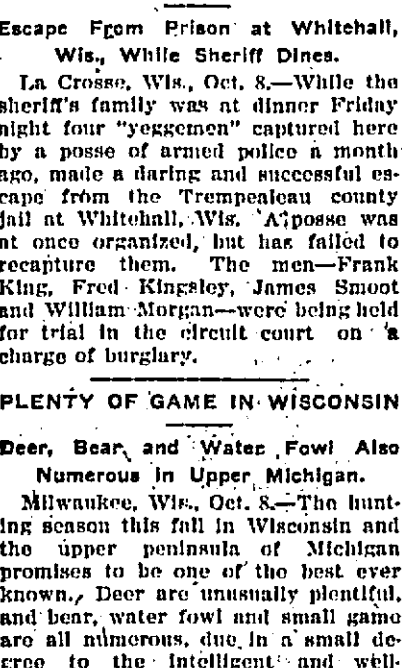 Escape From Prison at Whitehall,
Wis., While Sheriff Dines.
La Crosse, Wis., Oct. 8.—While the
sheriff's family was at dinner Friday
night four "yeggmen" captured here
by a posse of armed police a month
ago, made a daring and successful es-
cape from the Trempealeau county
jail at Whitehall, Wis. A posse was
at once organized, but has failed to
recapture them. The men—Frank
King, Fred Kingsley, James Smoot
and William Morgan—were being held
for trial in the circuit court on a
charge of burglary.
PLENTY OF GAME IN WISCONSIN
Deer, Bear, and Water Fowl Also
Numerous in Upper Michigan.
Milwaukee, Wis., Oct. 8.—The hunt-
ing season this fall in Wisconsin and
the upper peninsula of Michigan
promises to be one of the best ever
known. Deer are unusually plentiful,
and bear, water fowl and small game
are all numerous, due in a small de-
gree to the intelligent and well-